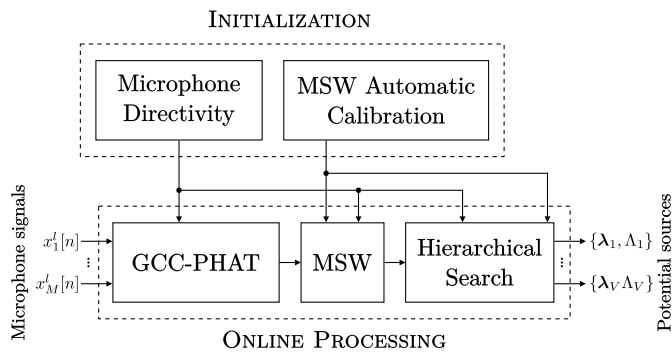 INITIALIZATION
Microphone
Directivity
MSW Automatic
Calibration
Microphone signals
x_1^l[n]
...
x_M^l[n]
GCC-PHAT
MSW
Hierarchical
Search
{λ_1, Λ_1}
...
{λ_V Λ_V}
Potential sources
ONLINE PROCESSING